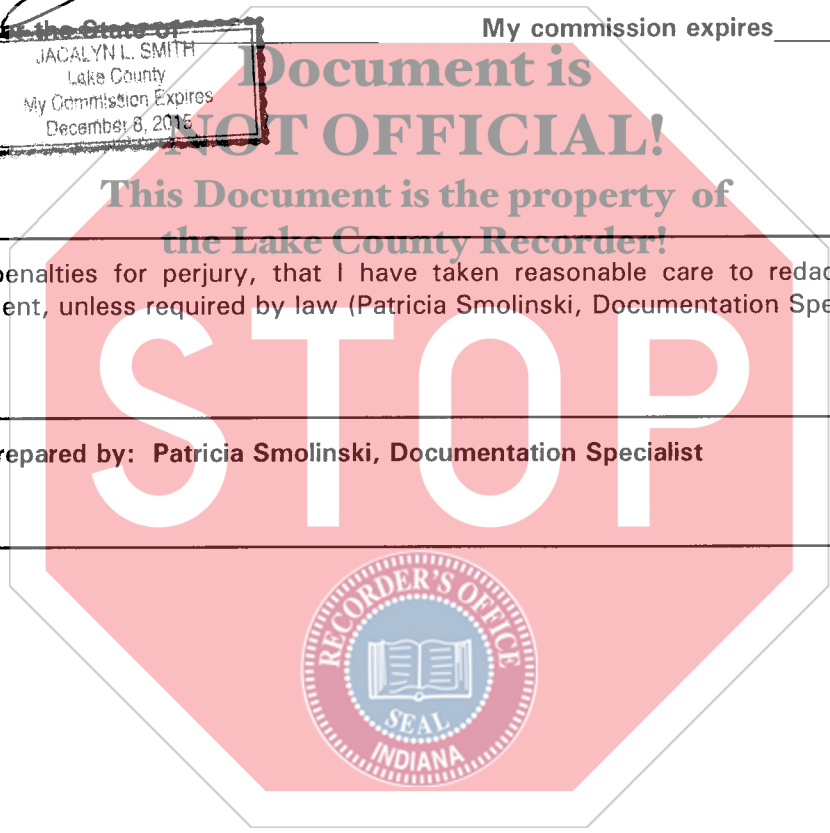 the State of
My commission expires
JACALYN L. SMITH
Lake County
My Commission Expires
December 8, 2015
Document is
NOT OFFICIAL!
This Document is the property of
the Lake County Recorder!
penalties for perjury, that I have taken reasonable care to redac
ent, unless required by law (Patricia Smolinski, Documentation Spe
STOP
repared by: Patricia Smolinski, Documentation Specialist
RECORDER'S OFFICE
SEAL
INDIANA